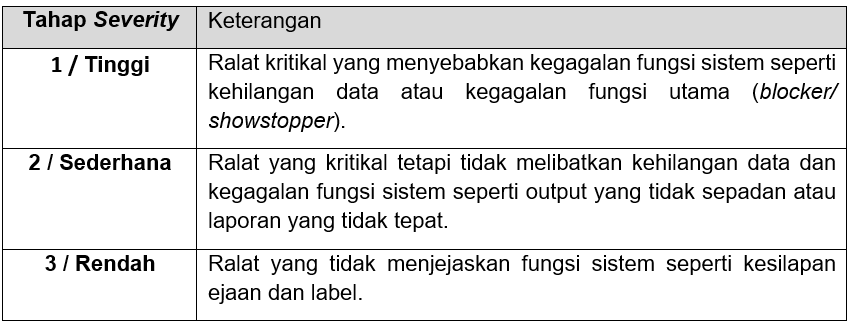 Tahap Severity Keterangan
1 / Tinggi Ralat kritikal yang menyebabkan kegagalan fungsi sistem seperti
kehilangan data atau kegagalan fungsi utama (blocker/
showstopper).
2 / Sederhana Ralat yang kritikal tetapi tidak melibatkan kehilangan data dan
kegagalan fungsi sistem seperti output yang tidak sepadan atau
laporan yang tidak tepat.
3 / Rendah Ralat yang tidak menjejaskan fungsi sistem seperti kesilapan
ejaan dan label.